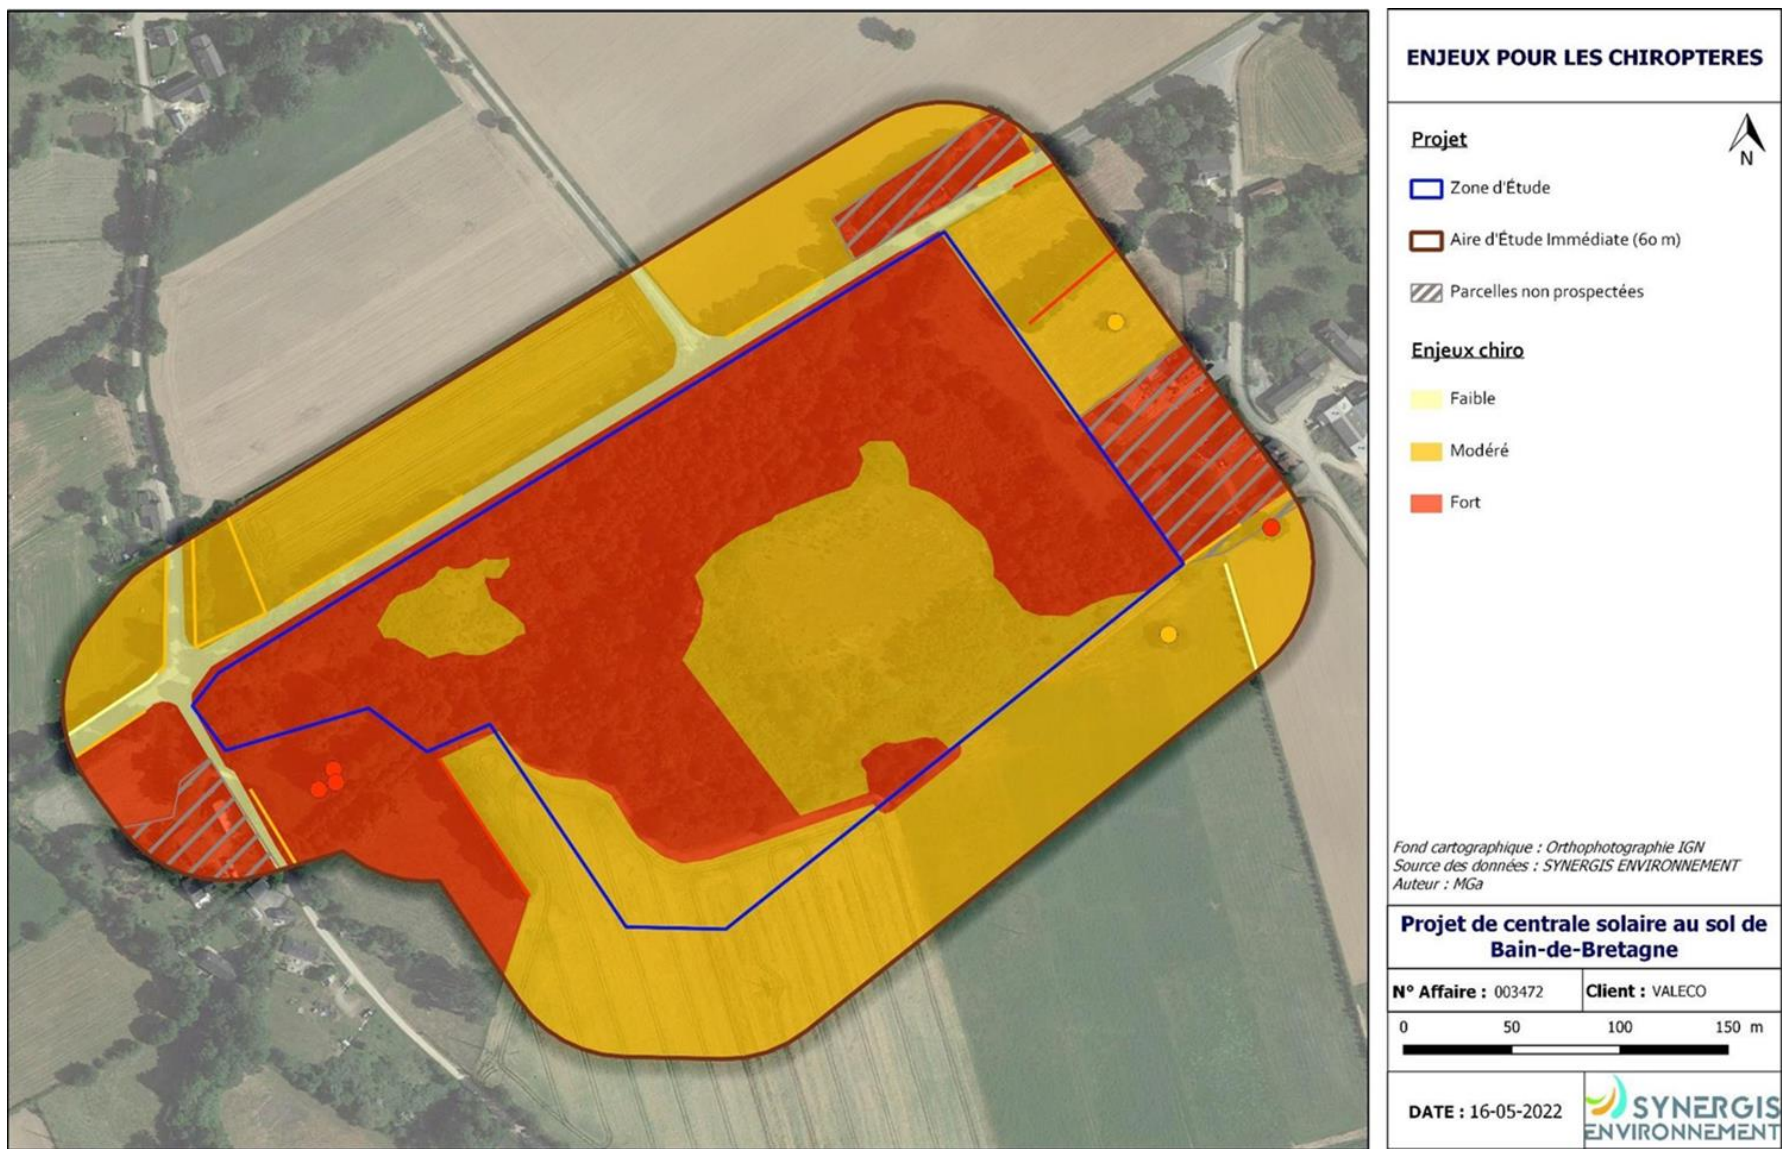 ENJEUX POUR LES CHIROPTERES
Projet
N
Zone d'Étude
Aire d'Étude Immédiate (60 m)
Parcelles non prospectées
Enjeux chiro
Faible
Modéré
Fort
Fond cartographique : Orthophotographie IGN
Source des données : SYNERGIS ENVIRONNEMENT
Auteur : MGa
Projet de centrale solaire au sol de
Bain-de-Bretagne
N° Affaire : 003472 Client : VALECO
0 50 100 150 m
DATE : 16-05-2022
SYNERGIS
ENVIRONNEMENT